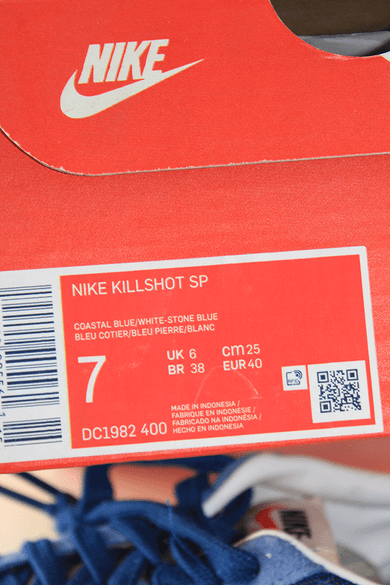 NIKE
NIKE KILLSHOT SP
COASTAL BLUE/WHITE-STONE BLUE
BLEU COTIER/BLEU PIERRE/BLANC
7
UK 6
cm 25
BR 38
EUR 40
DC1982 400
MADE IN INDONESIA/
FABRIQUE EN INDONESIE/
FABRICADO NA INDONÉSIA/
HECHO EN INDONESIA
NIKE